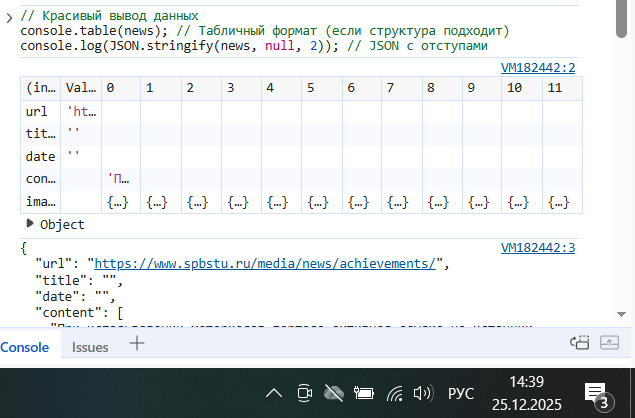 // Красивый вывод данных
console.table(news); // Табличный формат (если структура подходит)
console.log(JSON.stringify(news, null, 2)); // JSON с отступами
VM182442:2
(in… Val… 0 1 2 3 4 5 6 7 8 9 10 11
url 'ht…
tit… ''
date ''
con… 'П…
ima… {…} {…} {…} {…} {…} {…} {…} {…} {…} {…} {…} {…}
Object
{ VM182442:3
"url": "https://www.spbstu.ru/media/news/achievements/",
"title": "",
"date": "",
"content": [
Console Issues
РУС 14:39
25.12.2025 3